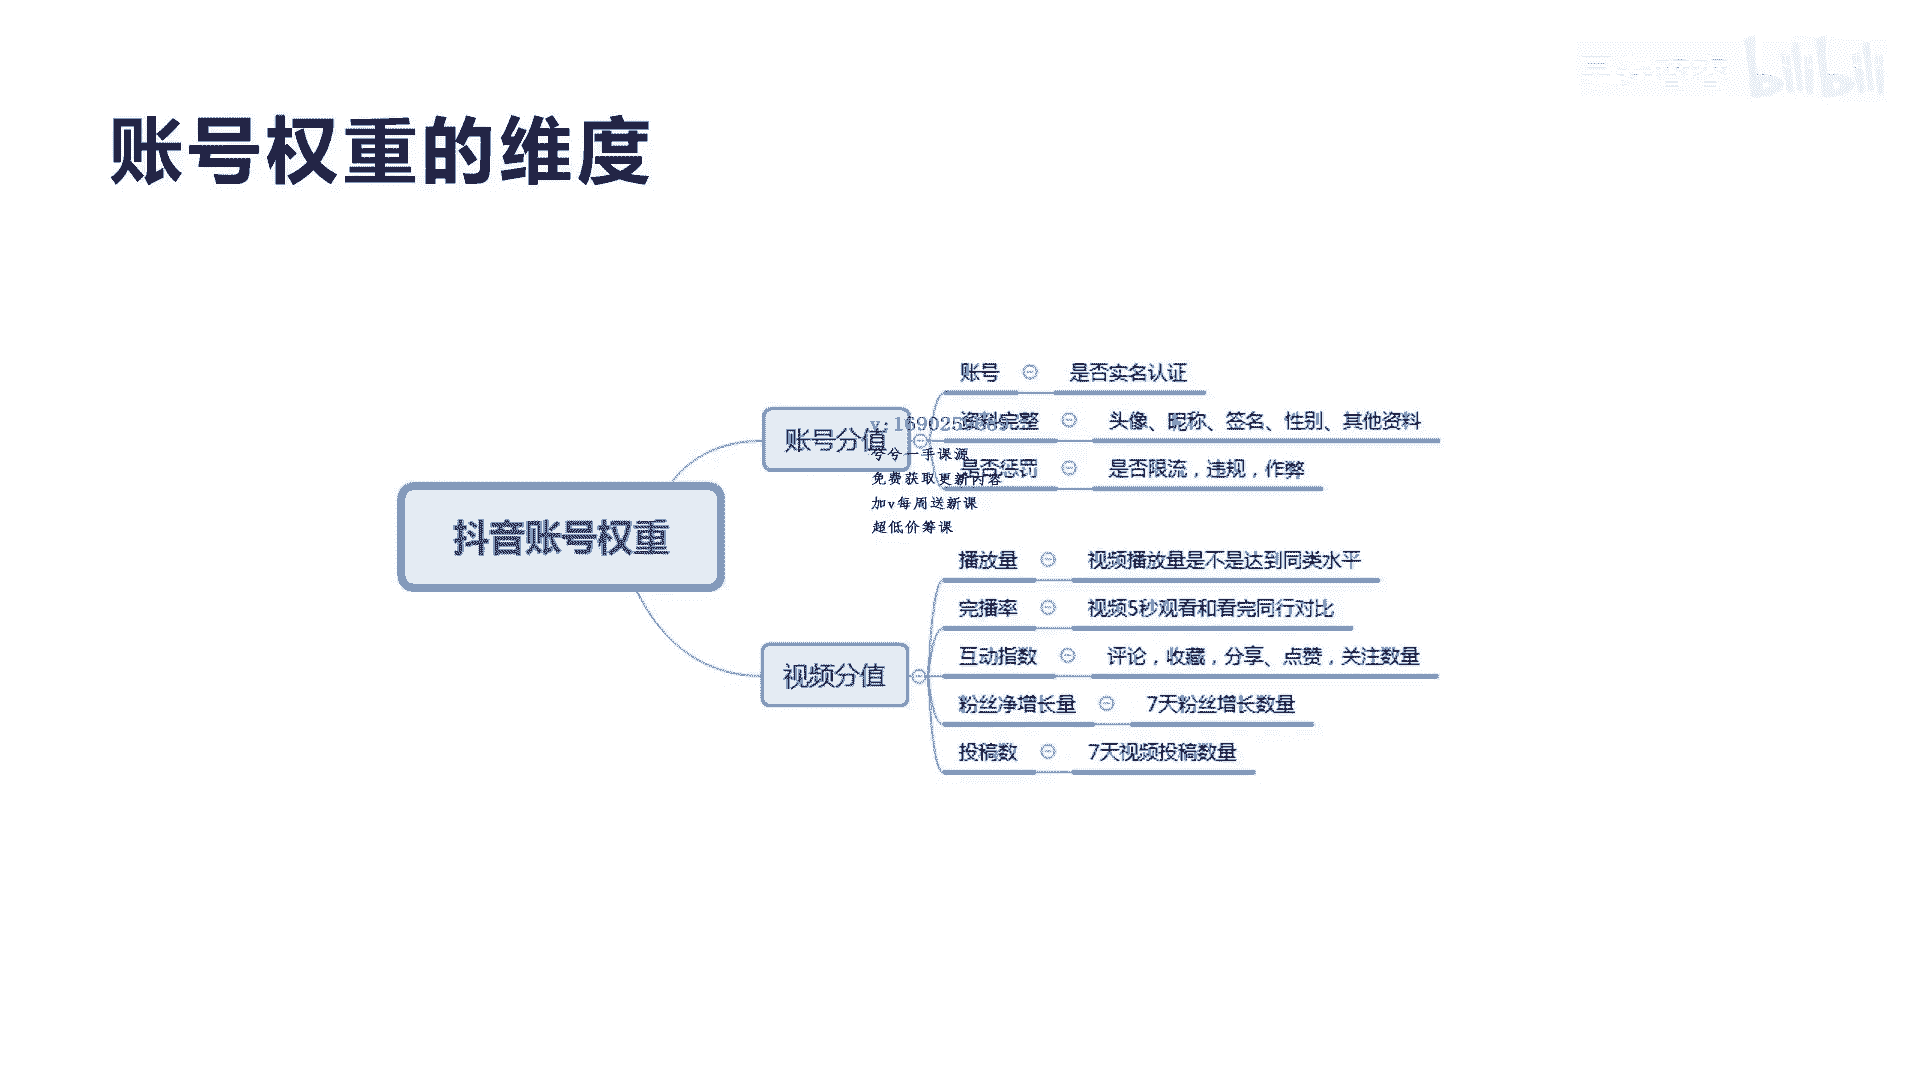 bilibili
账号权重的维度
账号 是否实名认证
资料完整 头像、昵称、签名、性别、其他资料
账号分值
兮兮一手课源
是否惩罚 是否限流，违规，作弊
免费获取更新内容
加v每周送新课
超低价筹课
抖音账号权重
播放量 视频播放量是不是达到同类水平
完播率 视频5秒观看和看完同行对比
互动指数 评论，收藏，分享、点赞，关注数量
视频分值
粉丝净增长量 7天粉丝增长数量
投稿数 7天视频投稿数量